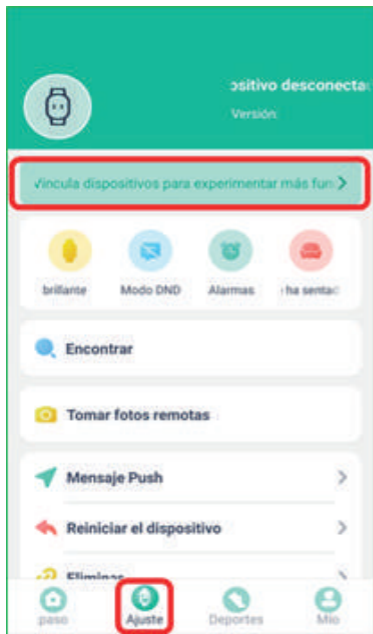 ositivo desconecta
Versión
Vincula dispositivos para experimentar más fun
brillante
Modo DND
Alarmas
ha sentad
Encontrar
Tomar fotos remotas
Mensaje Push
Reiniciar el dispositivo
Eliminar
paso
Ajuste
Deportes
Mío